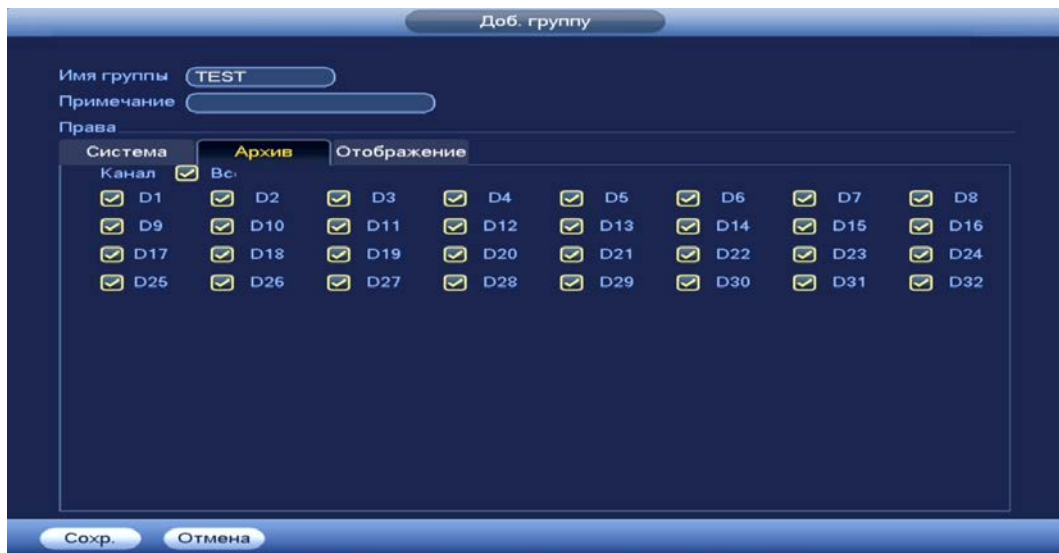 Доб. группу
Имя группы TEST
Примечание
Права
Система Архив Отображение
Канал Вс
D1 D2 D3 D4 D5 D6 D7 D8
D9 D10 D11 D12 D13 D14 D15 D16
D17 D18 D19 D20 D21 D22 D23 D24
D25 D26 D27 D28 D29 D30 D31 D32
Сохр. Отмена